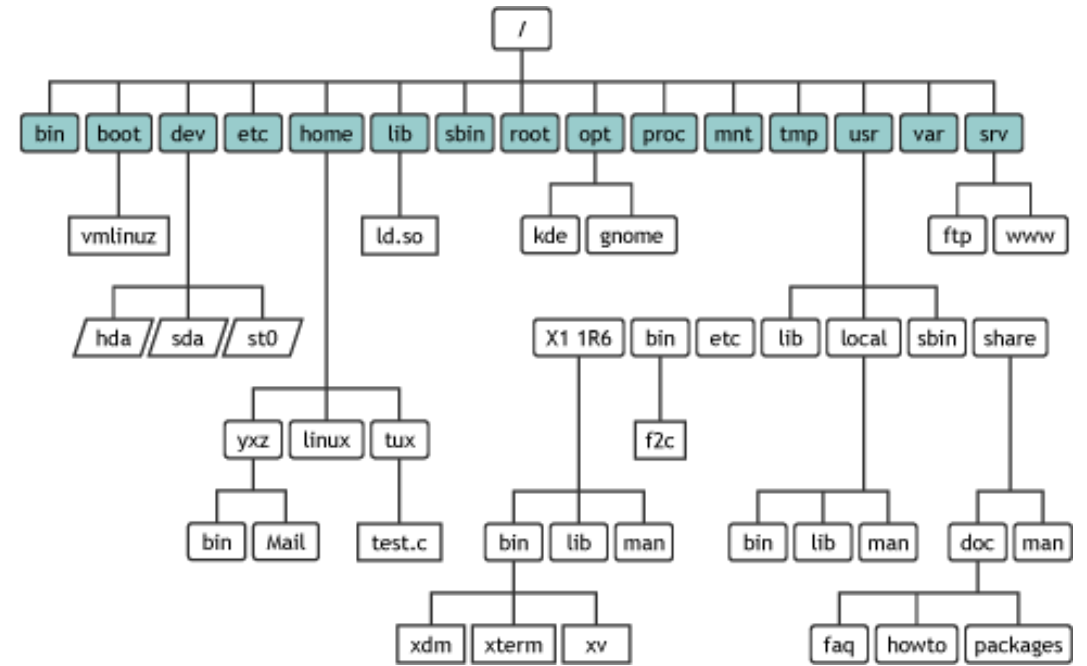 /
bin boot dev etc home lib sbin root opt proc mnt tmp usr var srv
vmlinuz ld.so kde gnome ftp www
hda sda st0 X1 1R6 bin etc lib local sbin share
yxz linux tux f2c
bin Mail test.c bin lib man bin lib man doc man
xdm xterm xv faq howto packages